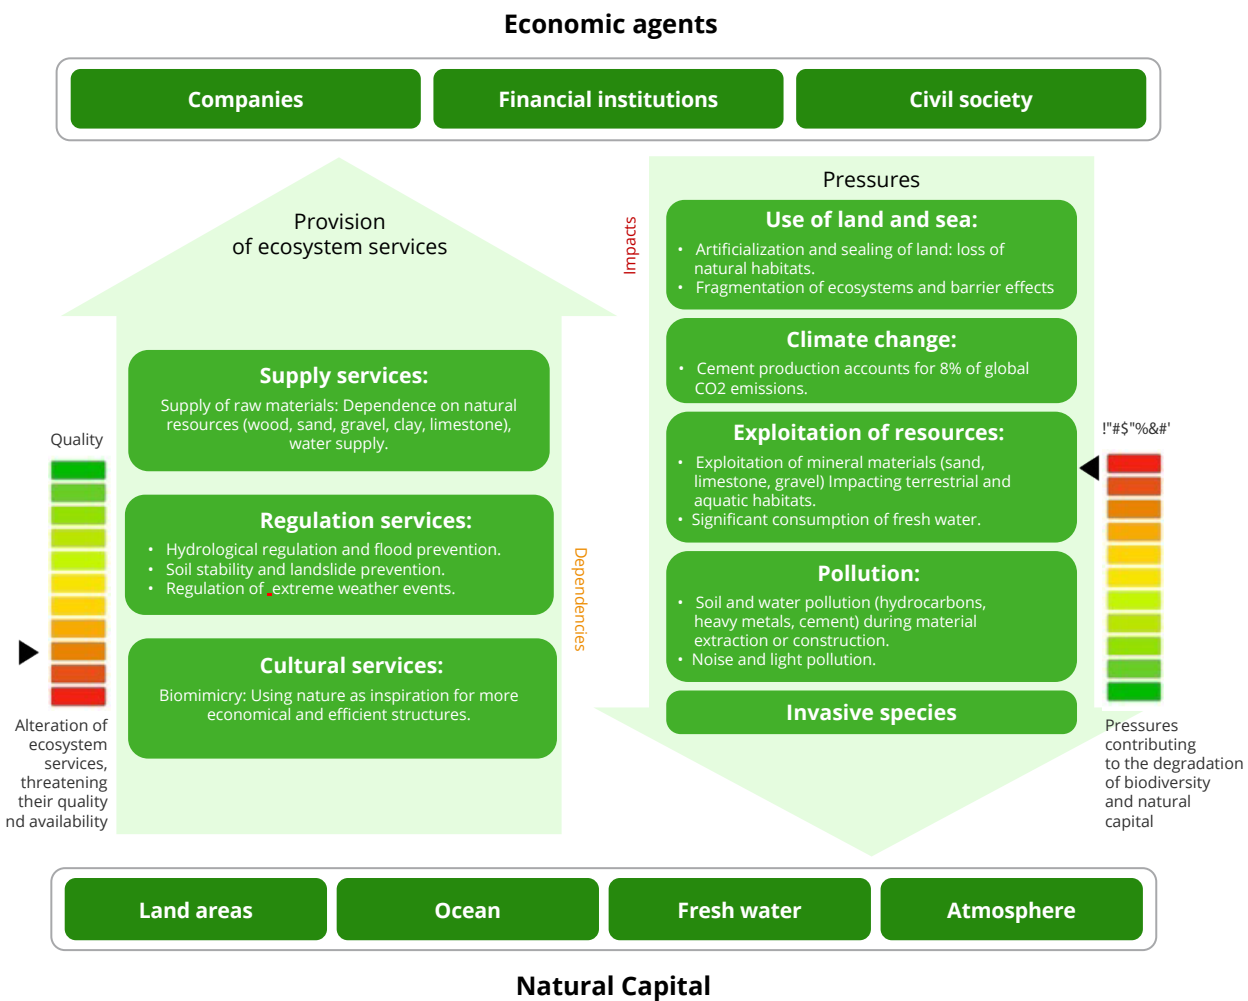 Economic agents
Companies
Financial institutions
Civil society
Provision
of ecosystem services
Supply services:
Supply of raw materials: Dependence on natural
resources (wood, sand, gravel, clay, limestone),
water supply.
Regulation services:
• Hydrological regulation and flood prevention.
• Soil stability and landslide prevention.
• Regulation of extreme weather events.
Cultural services:
Biomimicry: Using nature as inspiration for more
economical and efficient structures.
Quality
Alteration of
ecosystem
services,
threatening
their quality
nd availability
Impacts
Dependencies
Pressures
Use of land and sea:
• Artificialization and sealing of land: loss of
natural habitats.
• Fragmentation of ecosystems and barrier effects
Climate change:
• Cement production accounts for 8% of global
CO2 emissions.
Exploitation of resources:
• Exploitation of mineral materials (sand,
limestone, gravel) Impacting terrestrial and
aquatic habitats.
• Significant consumption of fresh water.
Pollution:
• Soil and water pollution (hydrocarbons,
heavy metals, cement) during material
extraction or construction.
• Noise and light pollution.
Invasive species
!"#$"%&#'
Pressures
contributing
to the degradation
of biodiversity
and natural
capital
Land areas
Ocean
Fresh water
Atmosphere
Natural Capital